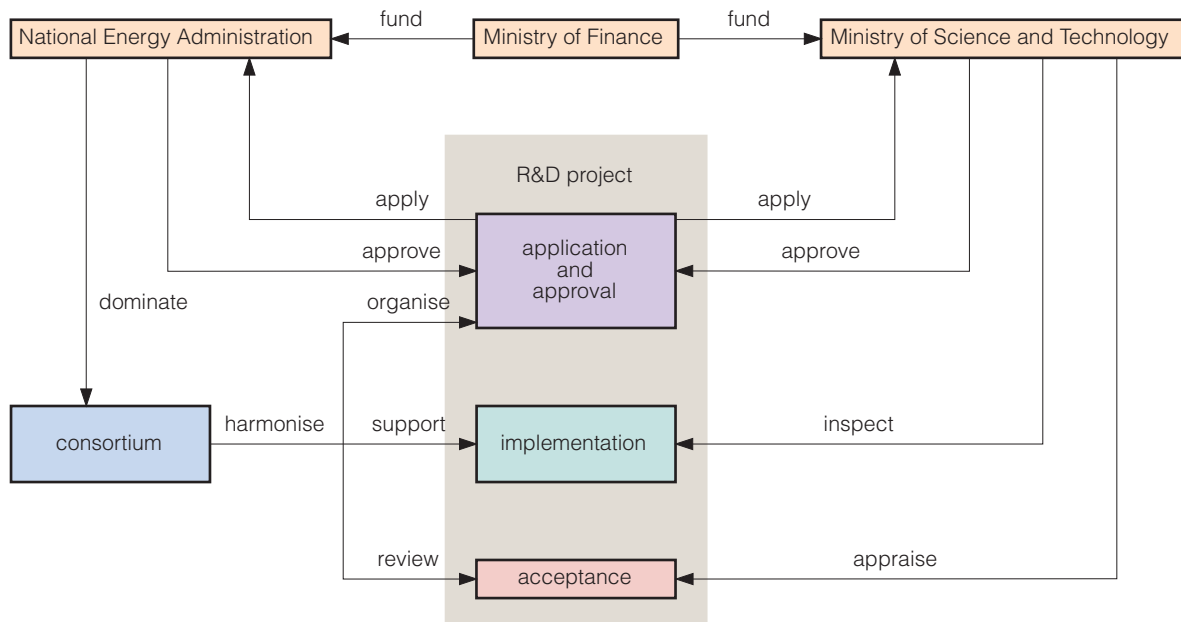 fund
fund
National Energy Administration
Ministry of Finance
Ministry of Science and Technology
R&D project
apply
apply
application
and
approval
approve
approve
dominate
organise
consortium
harmonise
support
implementation
inspect
review
acceptance
appraise